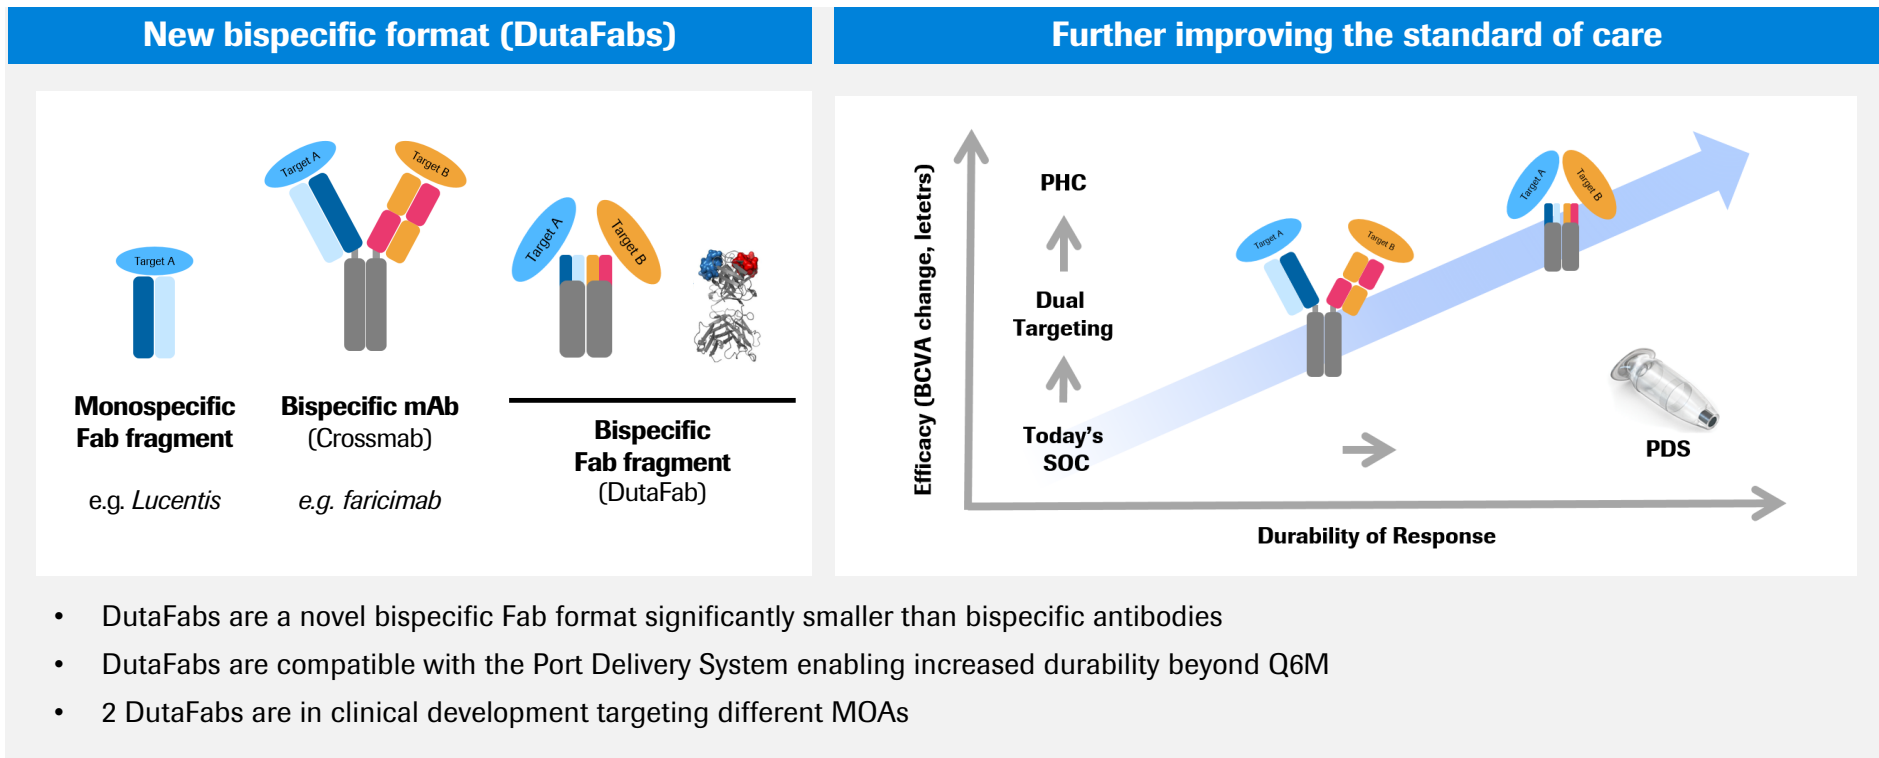 New bispecific format (DutaFabs)
Target A
Target A
Target B
Target A
Target B
Monospecific
Fab fragment
e.g. Lucentis
Bispecific mAb
(Crossmab)
e.g. faricimab
Bispecific
Fab fragment
(DutaFab)
Further improving the standard of care
Efficacy (BCVA change, letetrs)
PHC
Dual
Targeting
Today's
SOC
Target A
Target B
Target A
Target B
PDS
Durability of Response
• DutaFabs are a novel bispecific Fab format significantly smaller than bispecific antibodies
• DutaFabs are compatible with the Port Delivery System enabling increased durability beyond Q6M
• 2 DutaFabs are in clinical development targeting different MOAs